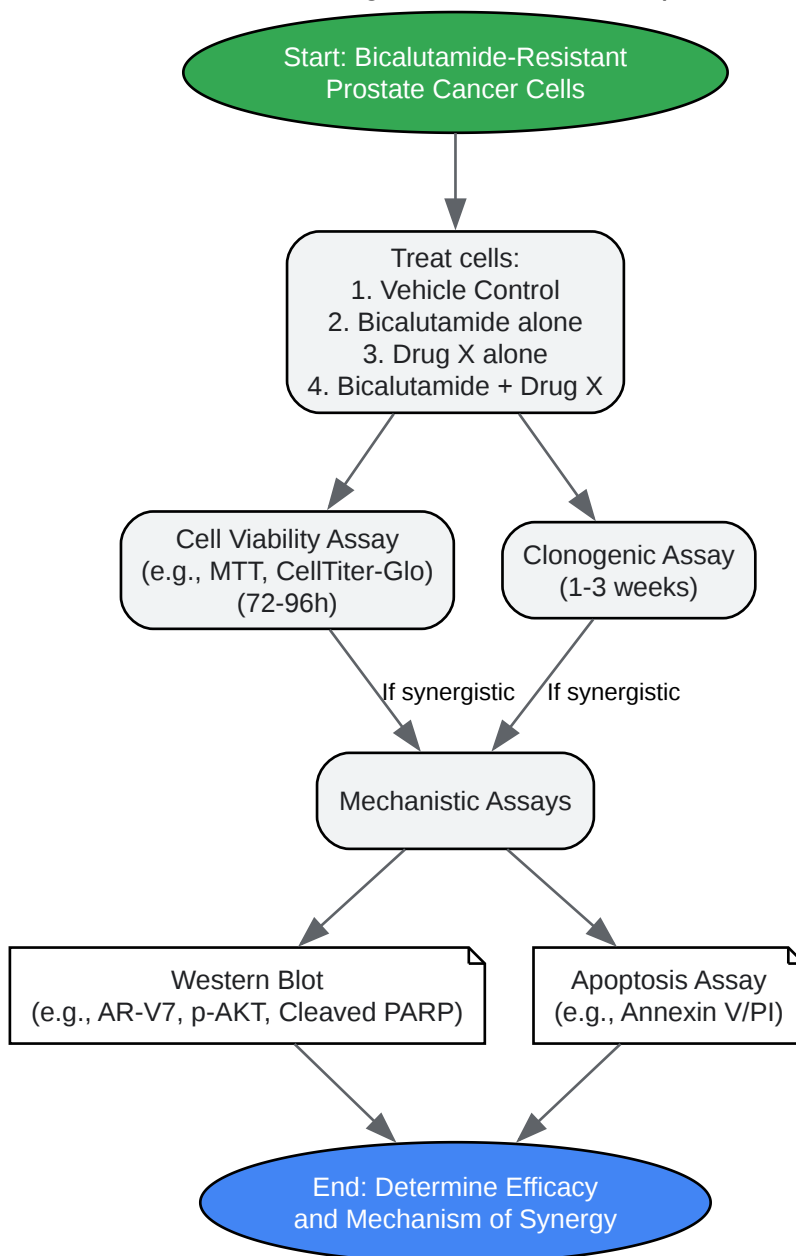 Start: Bicalutamide-Resistant
Prostate Cancer Cells
Treat cells:
1. Vehicle Control
2. Bicalutamide alone
3. Drug X alone
4. Bicalutamide + Drug X
Cell Viability Assay
(e.g., MTT, CellTiter-Glo)
(72-96h)
Clonogenic Assay
(1-3 weeks)
If synergistic
If synergistic
Mechanistic Assays
Western Blot
(e.g., AR-V7, p-AKT, Cleaved PARP)
Apoptosis Assay
(e.g., Annexin V/PI)
End: Determine Efficacy
and Mechanism of Synergy